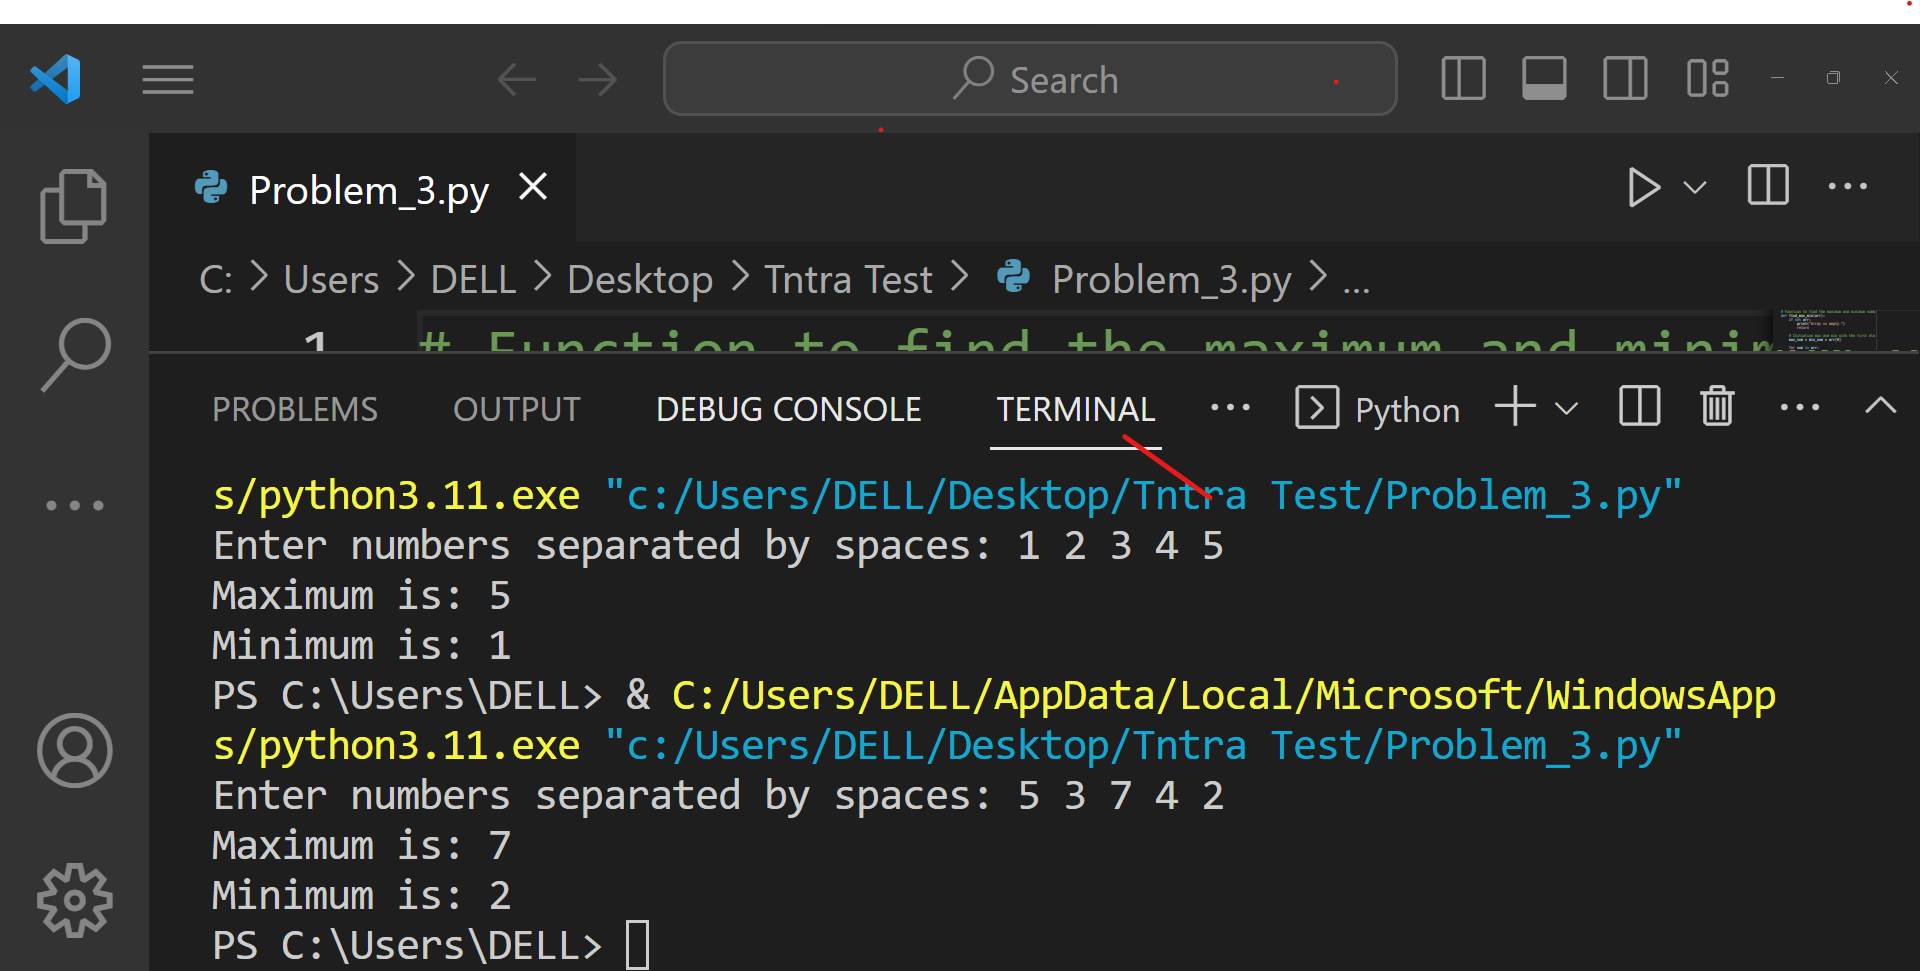 Search
Problem_3.py
C: > Users > DELL > Desktop > Tntra Test > Problem_3.py > ...
1 # Function to find the maximum and minim
PROBLEMS OUTPUT DEBUG CONSOLE TERMINAL ... Python
s/python3.11.exe "c:/Users/DELL/Desktop/Tntra Test/Problem_3.py"
Enter numbers separated by spaces: 1 2 3 4 5
Maximum is: 5
Minimum is: 1
PS C:\Users\DELL> & C:/Users/DELL/AppData/Local/Microsoft/WindowsApp
s/python3.11.exe "c:/Users/DELL/Desktop/Tntra Test/Problem_3.py"
Enter numbers separated by spaces: 5 3 7 4 2
Maximum is: 7
Minimum is: 2
PS C:\Users\DELL>